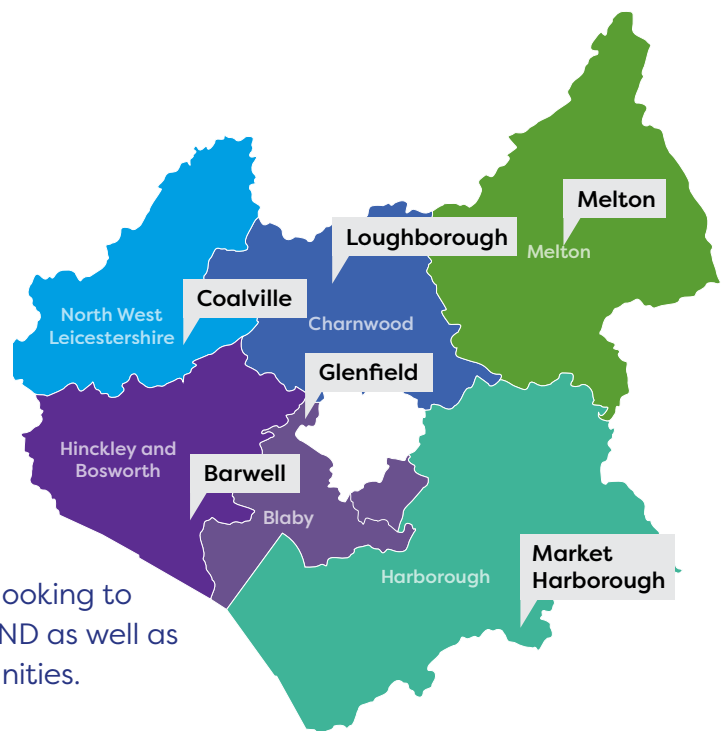 Melton
Loughborough
Melton
Coalville
North West
Leicestershire
Charnwood
Glenfield
Hinckley and
Bosworth
Barwell
Blaby
Market
Harborough
Harborough
ooking to
ND as well as
nities.